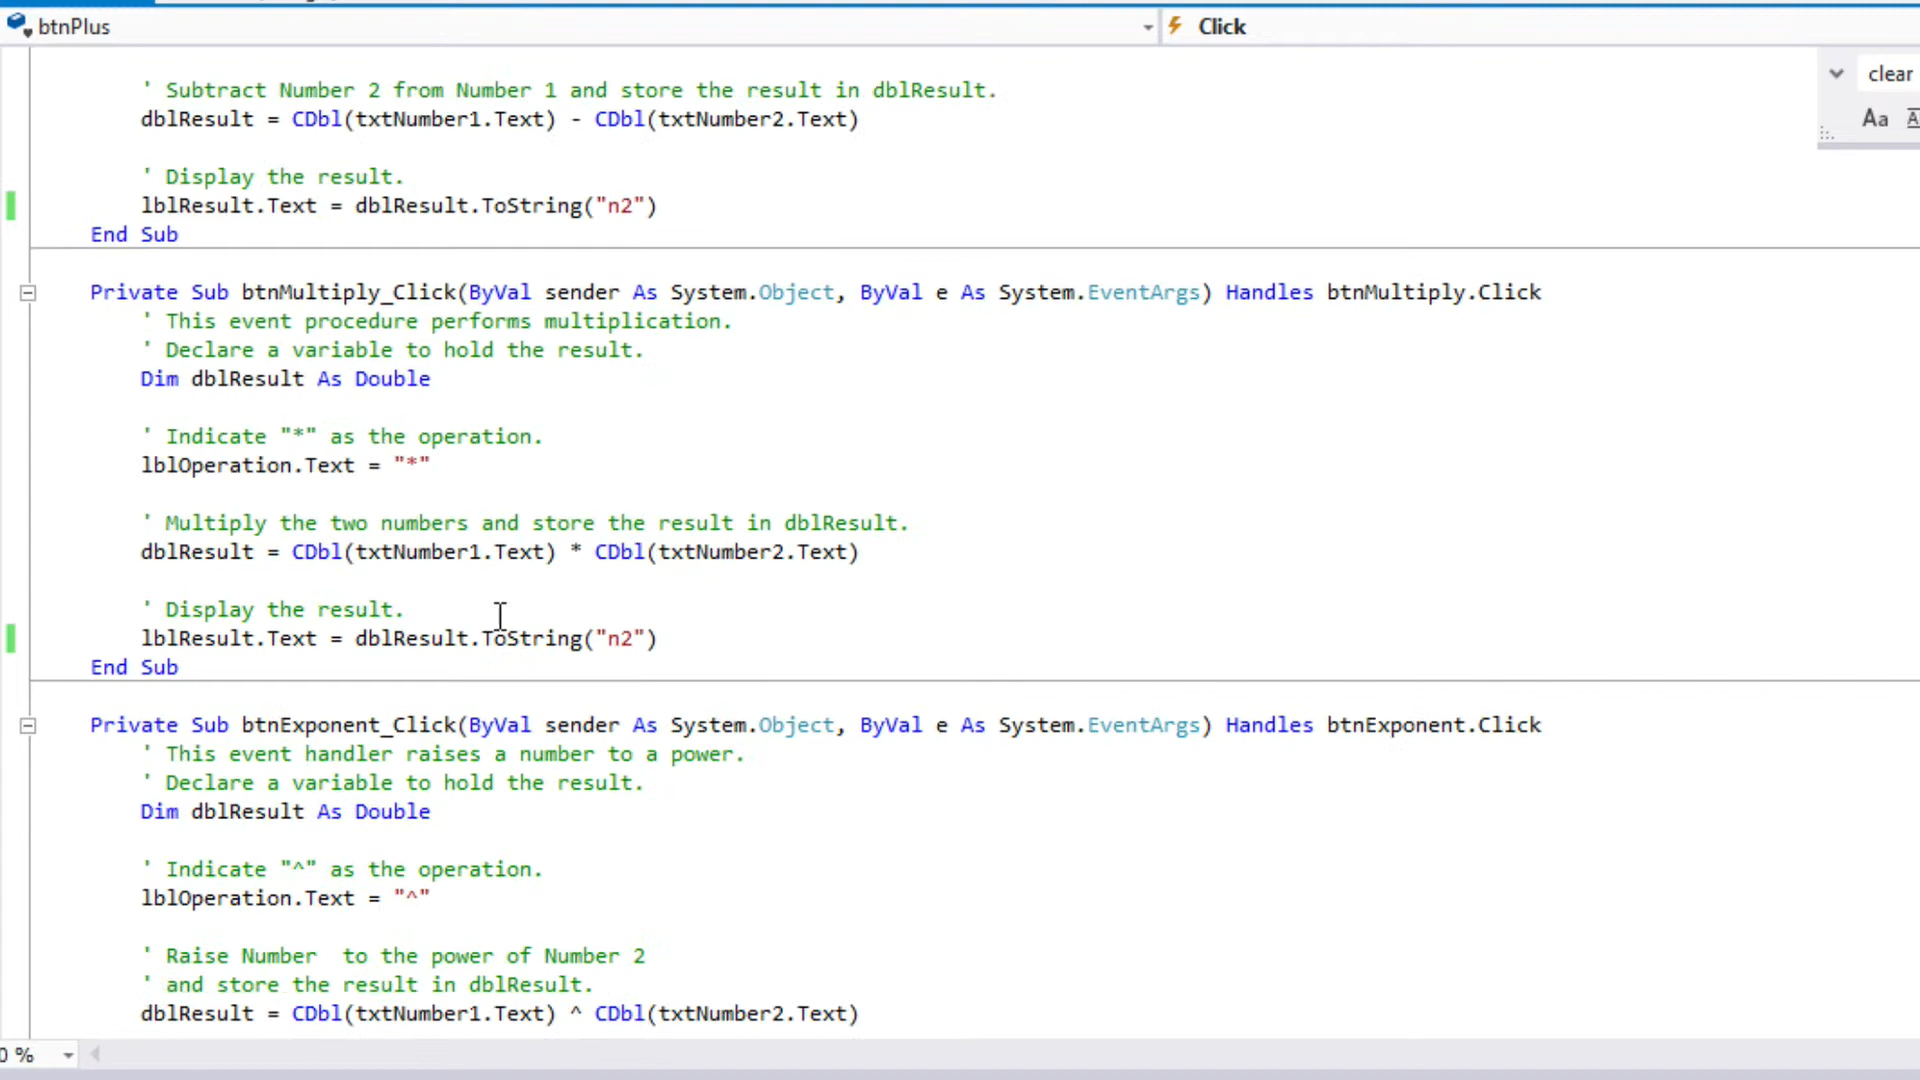 btnPlus
Click
clear
Aa
' Subtract Number 2 from Number 1 and store the result in dblResult.
dblResult = CDbl(txtNumber1.Text) - CDbl(txtNumber2.Text)
' Display the result.
lblResult.Text = dblResult.ToString("n2")
End Sub
Private Sub btnMultiply_Click(ByVal sender As System.Object, ByVal e As System.EventArgs) Handles btnMultiply.Click
' This event procedure performs multiplication.
' Declare a variable to hold the result.
Dim dblResult As Double
' Indicate "*" as the operation.
lblOperation.Text = "*"
' Multiply the two numbers and store the result in dblResult.
dblResult = CDbl(txtNumber1.Text) * CDbl(txtNumber2.Text)
' Display the result.
lblResult.Text = dblResult.ToString("n2")
End Sub
Private Sub btnExponent_Click(ByVal sender As System.Object, ByVal e As System.EventArgs) Handles btnExponent.Click
' This event handler raises a number to a power.
' Declare a variable to hold the result.
Dim dblResult As Double
' Indicate "^" as the operation.
lblOperation.Text = "^"
' Raise Number  to the power of Number 2
' and store the result in dblResult.
dblResult = CDbl(txtNumber1.Text) ^ CDbl(txtNumber2.Text)
0 %